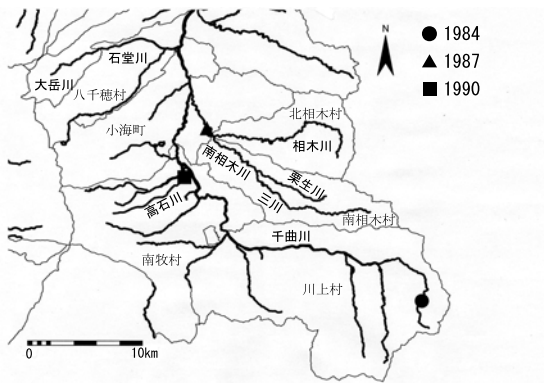 N
1984
1987
1990
石堂川
大岳川
八千穂村
北相木村
小海町
相木川
南相木川
栗生川
三川
高石川
南相木村
千曲川
南牧村
川上村
0
10km